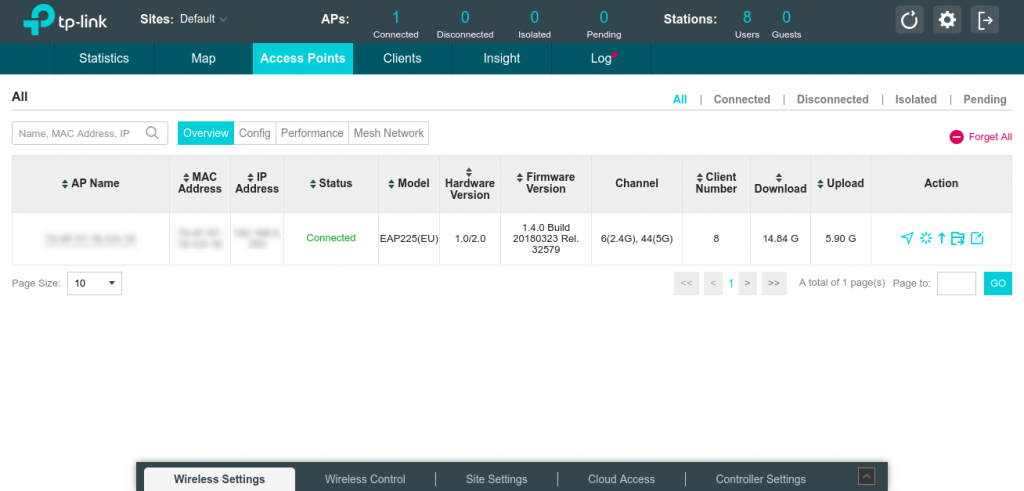 tp-link Sites: Default APs: 1 0 0 0 Stations: 8 0
Connected Disconnected Isolated Pending Users Guests
Statistics Map Access Points Clients Insight Log
All
All | Connected | Disconnected | Isolated | Pending
Name, MAC Address, IP Overview Config Performance Mesh Network Forget All
AP Name MAC Address IP Address Status Model Hardware Version Firmware Version Channel Client Number Download Upload Action
Connected EAP225(EU) 1.0/2.0 1.4.0 Build 20180323 Rel. 32579 6(2.4G), 44(5G) 8 14.84 G 5.90 G
Page Size: 10 << < 1 > >> A total of 1 page(s) Page to: GO
Wireless Settings Wireless Control | Site Settings | Cloud Access | Controller Settings